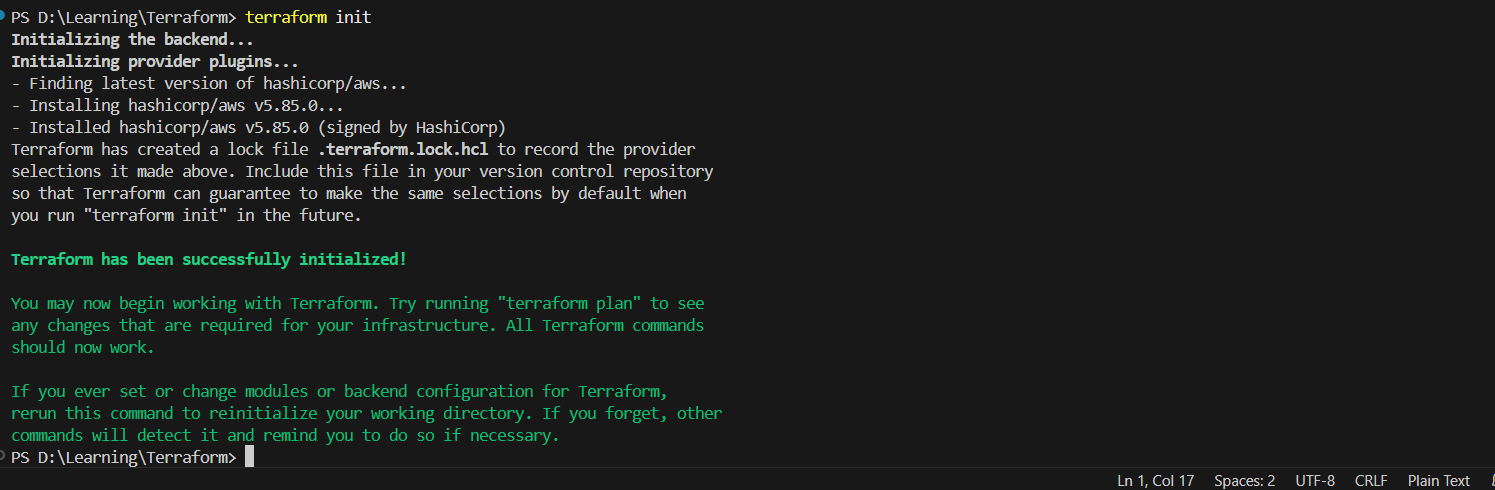 PS D:\Learning\Terraform> terraform init
Initializing the backend...
Initializing provider plugins...
- Finding latest version of hashicorp/aws...
- Installing hashicorp/aws v5.85.0...
- Installed hashicorp/aws v5.85.0 (signed by HashiCorp)
Terraform has created a lock file .terraform.lock.hcl to record the provider
selections it made above. Include this file in your version control repository
so that Terraform can guarantee to make the same selections by default when
you run "terraform init" in the future.
Terraform has been successfully initialized!
You may now begin working with Terraform. Try running "terraform plan" to see
any changes that are required for your infrastructure. All Terraform commands
should now work.
If you ever set or change modules or backend configuration for Terraform,
rerun this command to reinitialize your working directory. If you forget, other
commands will detect it and remind you to do so if necessary.
PS D:\Learning\Terraform>
Ln 1, Col 17 Spaces: 2 UTF-8 CRLF Plain Text